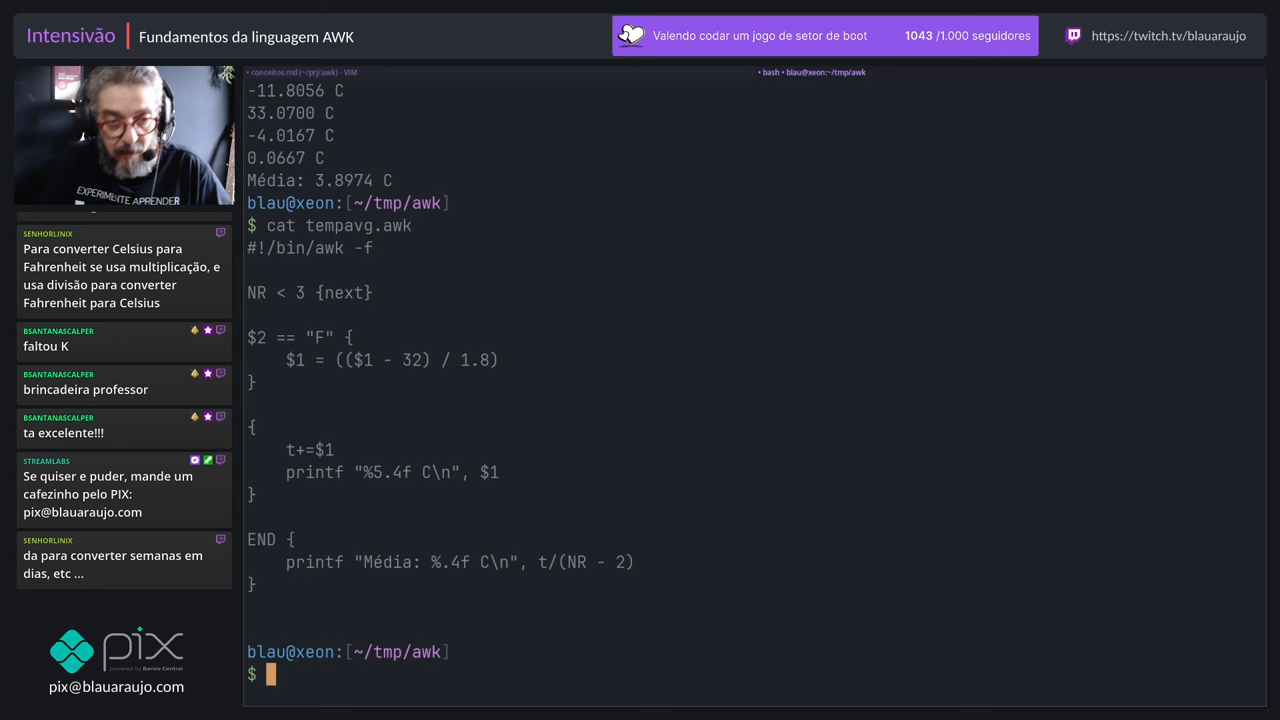 Intensivão
Fundamentos da linguagem AWK
Valendo codar um jogo de setor de boot 1043 /1.000 seguidores
https://twitch.tv/blauaraujo
EXPERIMENTE APRENDER
SENHORLINIX
Para converter Celsius para
Fahrenheit se usa multiplicação, e
usa divisão para converter
Fahrenheit para Celsius
BSANTANASCALPER
faltou K
BSANTANASCALPER
brincadeira professor
BSANTANASCALPER
ta excelente!!!
STREAMLABS
Se quiser e puder, mande um
cafezinho pelo PIX:
pix@blauaraujo.com
SENHORLINIX
da para converter semanas em
dias, etc ...
pix
powered by Banco Central
pix@blauaraujo.com
• conceitos.md (~/prj/awk) - VIM
• bash • blau@xeon:~/tmp/awk
-11.8056 C
33.0700 C
-4.0167 C
0.0667 C
Média: 3.8974 C
blau@xeon:[~/tmp/awk]
$ cat tempavg.awk
#!/bin/awk -f
NR < 3 {next}
$2 == "F" {
$1 = (($1 - 32) / 1.8)
}
{
t+=$1
printf "%5.4f C\n", $1
}
END {
printf "Média: %.4f C\n", t/(NR - 2)
}
blau@xeon:[~/tmp/awk]
$